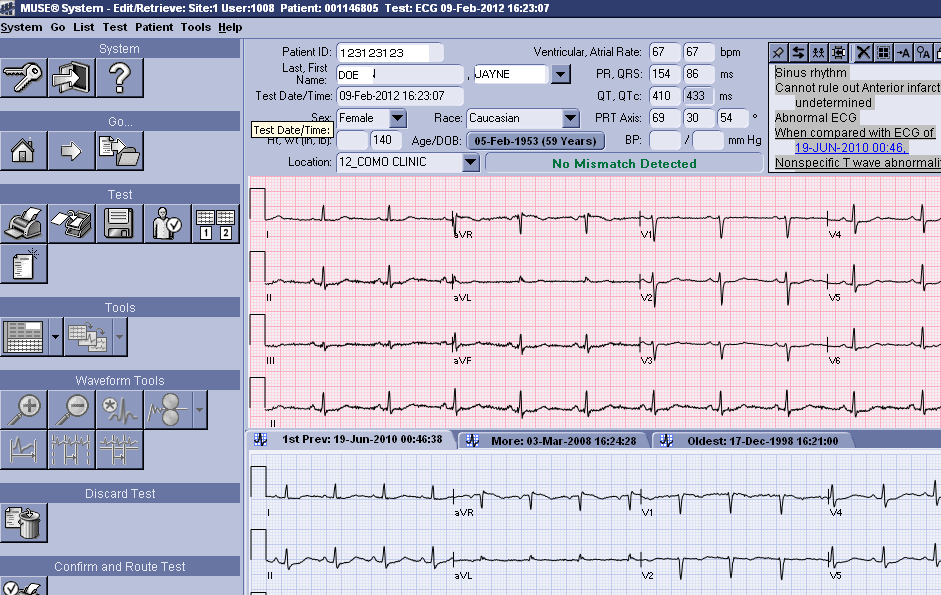 MUSE® System - Edit/Retrieve: Site:1 User:1008 Patient: 001146805 Test: ECG 09-Feb-2012 16:23:07
System Go List Test Patient Tools Help
System
Go...
Test
1 2
Tools
Waveform Tools
Discard Test
Confirm and Route Test
Patient ID: 123123123
Last, First Name: DOE , JAYNE
Test Date/Time: 09-Feb-2012 16:23:07
Sex: Female Race: Caucasian
Test Date/Time:
Ht, Wt (in, lb): 140 Age/DOB: 05-Feb-1953 (59 Years)
Location: 12_COMO CLINIC
Ventricular, Atrial Rate: 67 67 bpm
PR, QRS: 154 86 ms
QT, QTc: 410 433 ms
PRT Axis: 69 30 54 °
BP: / mm Hg
No Mismatch Detected
Sinus rhythm
Cannot rule out Anterior infarct
undetermined
Abnormal ECG
When compared with ECG of
19-JUN-2010 00:46,
Nonspecific T wave abnormali
I aVR V1 V4
II aVL V2 V5
III aVF V3 V6
II
1st Prev: 19-Jun-2010 00:46:38 More: 03-Mar-2008 16:24:28 Oldest: 17-Dec-1998 16:21:00
I aVR V1 V4
II aVL V2 V5